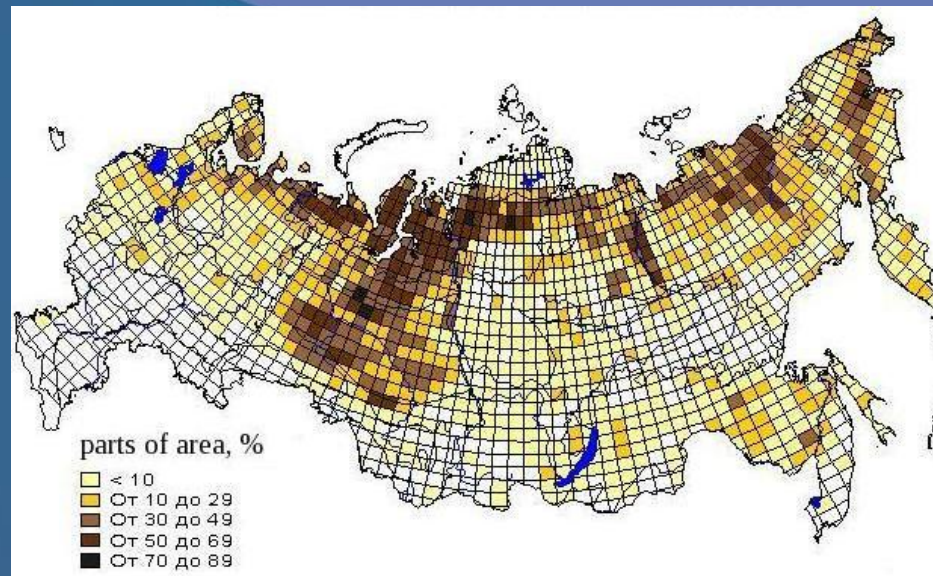 parts of area, %
< 10
От 10 до 29
От 30 до 49
От 50 до 69
От 70 до 89